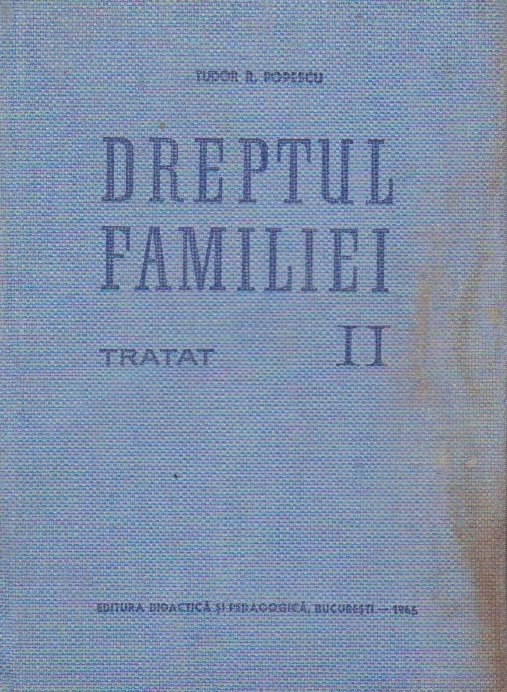 TUDOR R. POPESCU
DREPTUL
FAMILIEI
TRATAT II
EDITURA DIDACTICĂ ȘI PEDAGOGICĂ, BUCUREȘTI — 1965